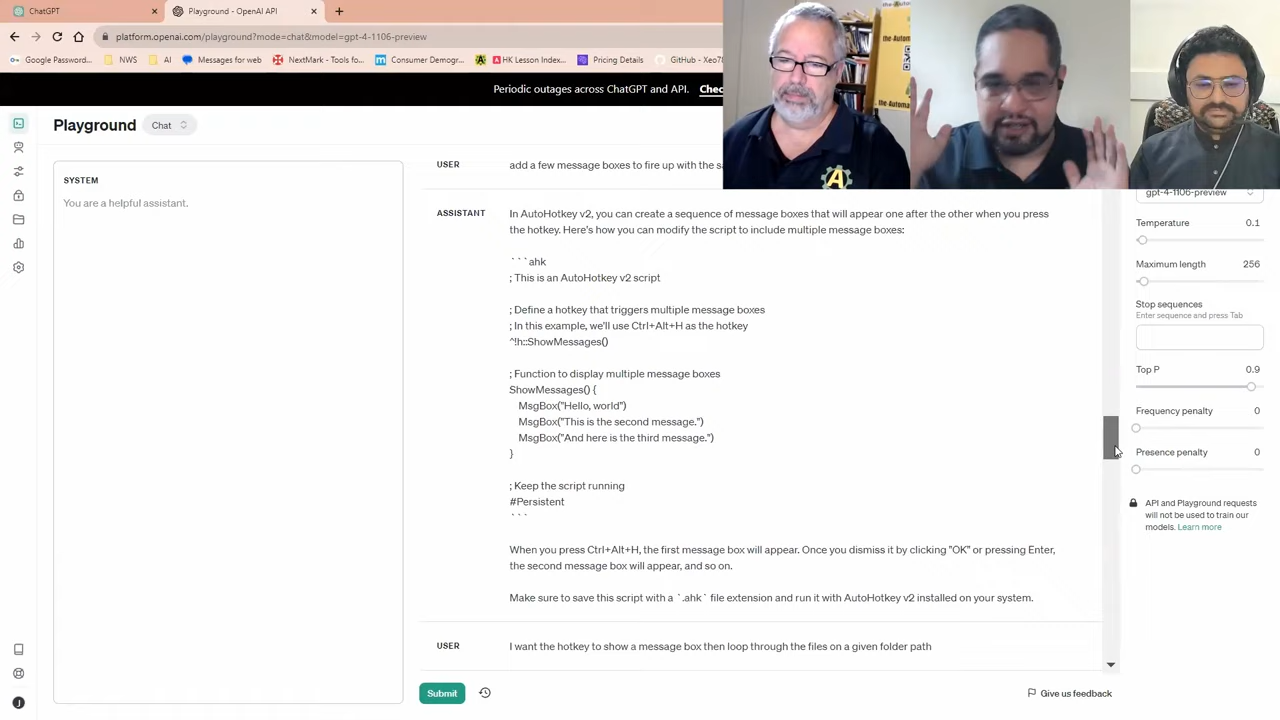 ChatGPT
Playground - OpenAI API
platform.openai.com/playground?mode=chat&model=gpt-4-1106-preview
Google Password...
NWS
AI
Messages for web
NextMark - Tools fo...
Consumer Demogr...
HK Lesson Index...
Pricing Details
GitHub - Xeo78
Periodic outages across ChatGPT and API.
Playground
Chat
SYSTEM
You are a helpful assistant.
USER
add a few message boxes to fire up with the sa
ASSISTANT
In AutoHotkey v2, you can create a sequence of message boxes that will appear one after the other when you press
the hotkey. Here's how you can modify the script to include multiple message boxes:
```ahk
; This is an AutoHotkey v2 script
; Define a hotkey that triggers multiple message boxes
; In this example, we'll use Ctrl+Alt+H as the hotkey
^!h::ShowMessages()
; Function to display multiple message boxes
ShowMessages() {
MsgBox("Hello, world")
MsgBox("This is the second message.")
MsgBox("And here is the third message.")
}
; Keep the script running
#Persistent
```
When you press Ctrl+Alt+H, the first message box will appear. Once you dismiss it by clicking "OK" or pressing Enter,
the second message box will appear, and so on.
Make sure to save this script with a `.ahk` file extension and run it with AutoHotkey v2 installed on your system.
USER
I want the hotkey to show a message box then loop through the files on a given folder path
Submit
Give us feedback
gpt-4-1106-preview
Temperature
0.1
Maximum length
256
Stop sequences
Enter sequence and press Tab
Top P
0.9
Frequency penalty
0
Presence penalty
0
API and Playground requests
will not be used to train our
models. Learn more
J
A